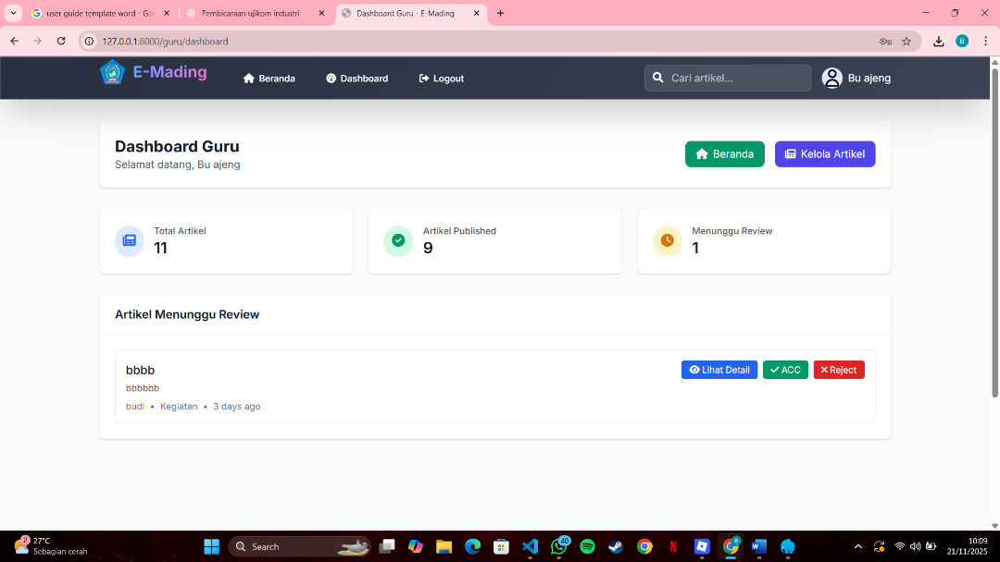 user guide template word - Goo
Pembicaraan ujikom industri
Dashboard Guru - E-Mading
127.0.0.1:8000/guru/dashboard
B
E-Mading
Beranda
Dashboard
Logout
Cari artikel...
Bu ajeng
Dashboard Guru
Selamat datang, Bu ajeng
Beranda
Kelola Artikel
Total Artikel
11
Artikel Published
9
Menunggu Review
1
Artikel Menunggu Review
bbbb
Lihat Detail
ACC
Reject
bbbbbb
budi • Kegiatan • 3 days ago
2
27°C
Sebagian cerah
Search
40
10:09
21/11/2025